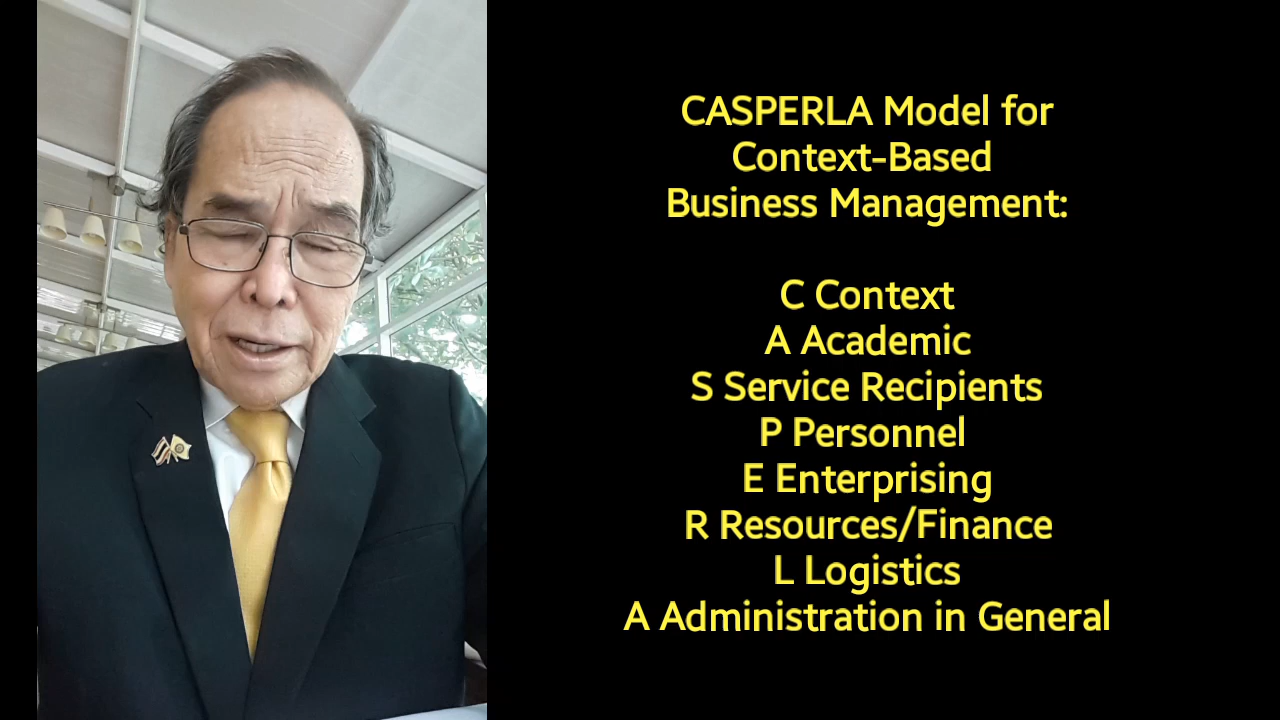 CASPERLA Model for
Context-Based
Business Management:
C Context
A Academic
S Service Recipients
P Personnel
E Enterprising
R Resources/Finance
L Logistics
A Administration in General